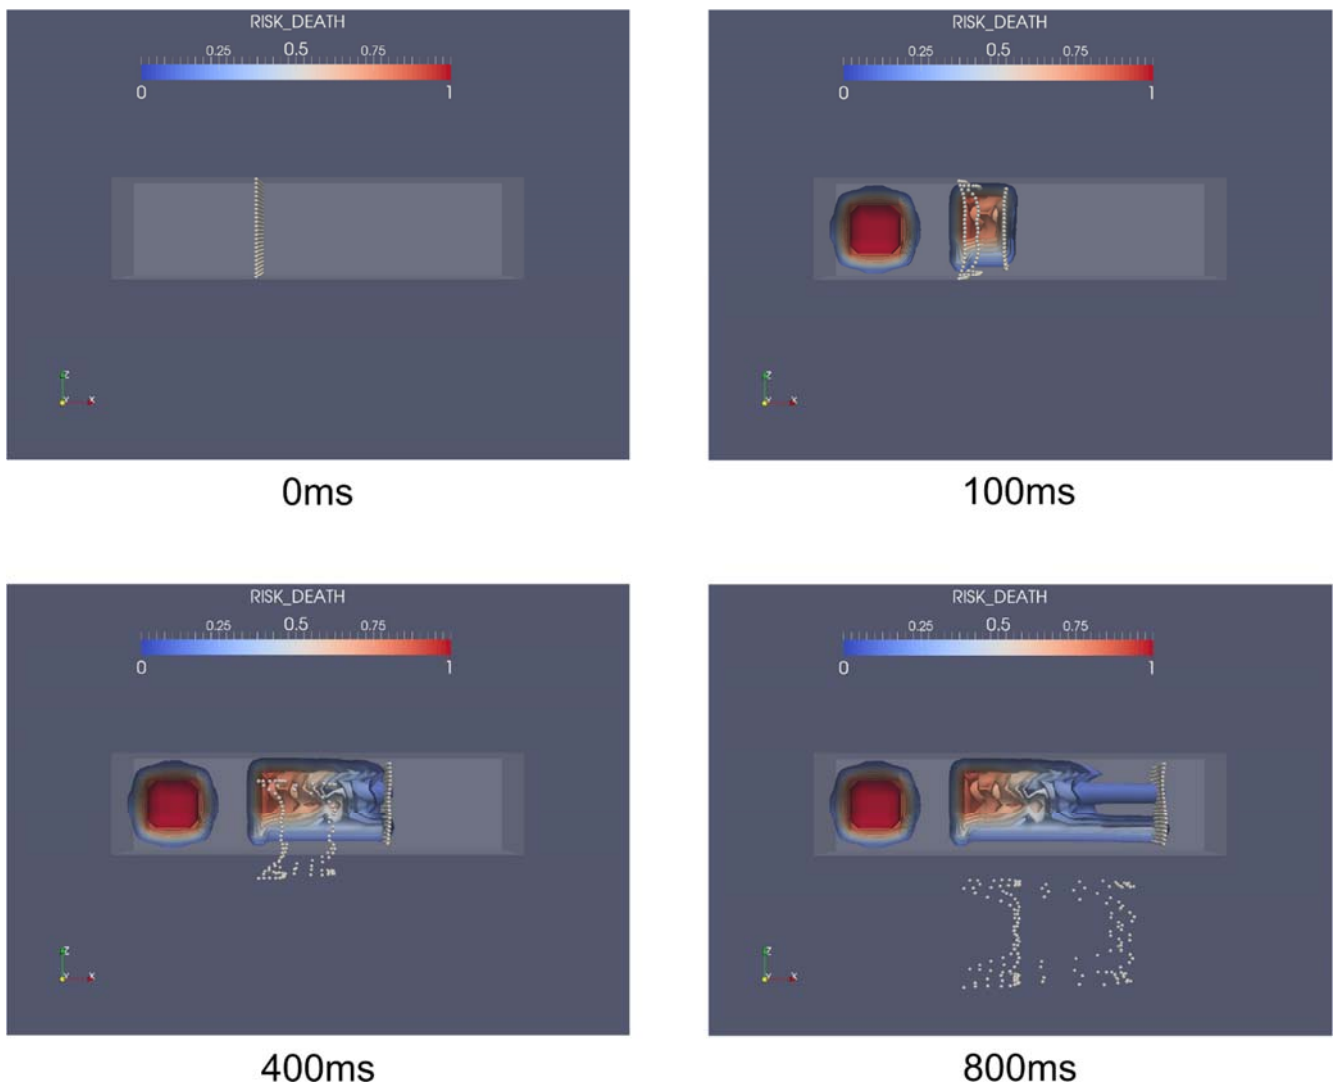 RISK_DEATH
0.25 0.5 0.75
0 1
Z
Y X
0ms
RISK_DEATH
0.25 0.5 0.75
0 1
Z
Y X
100ms
RISK_DEATH
0.25 0.5 0.75
0 1
Z
Y X
400ms
RISK_DEATH
0.25 0.5 0.75
0 1
Z
Y X
800ms